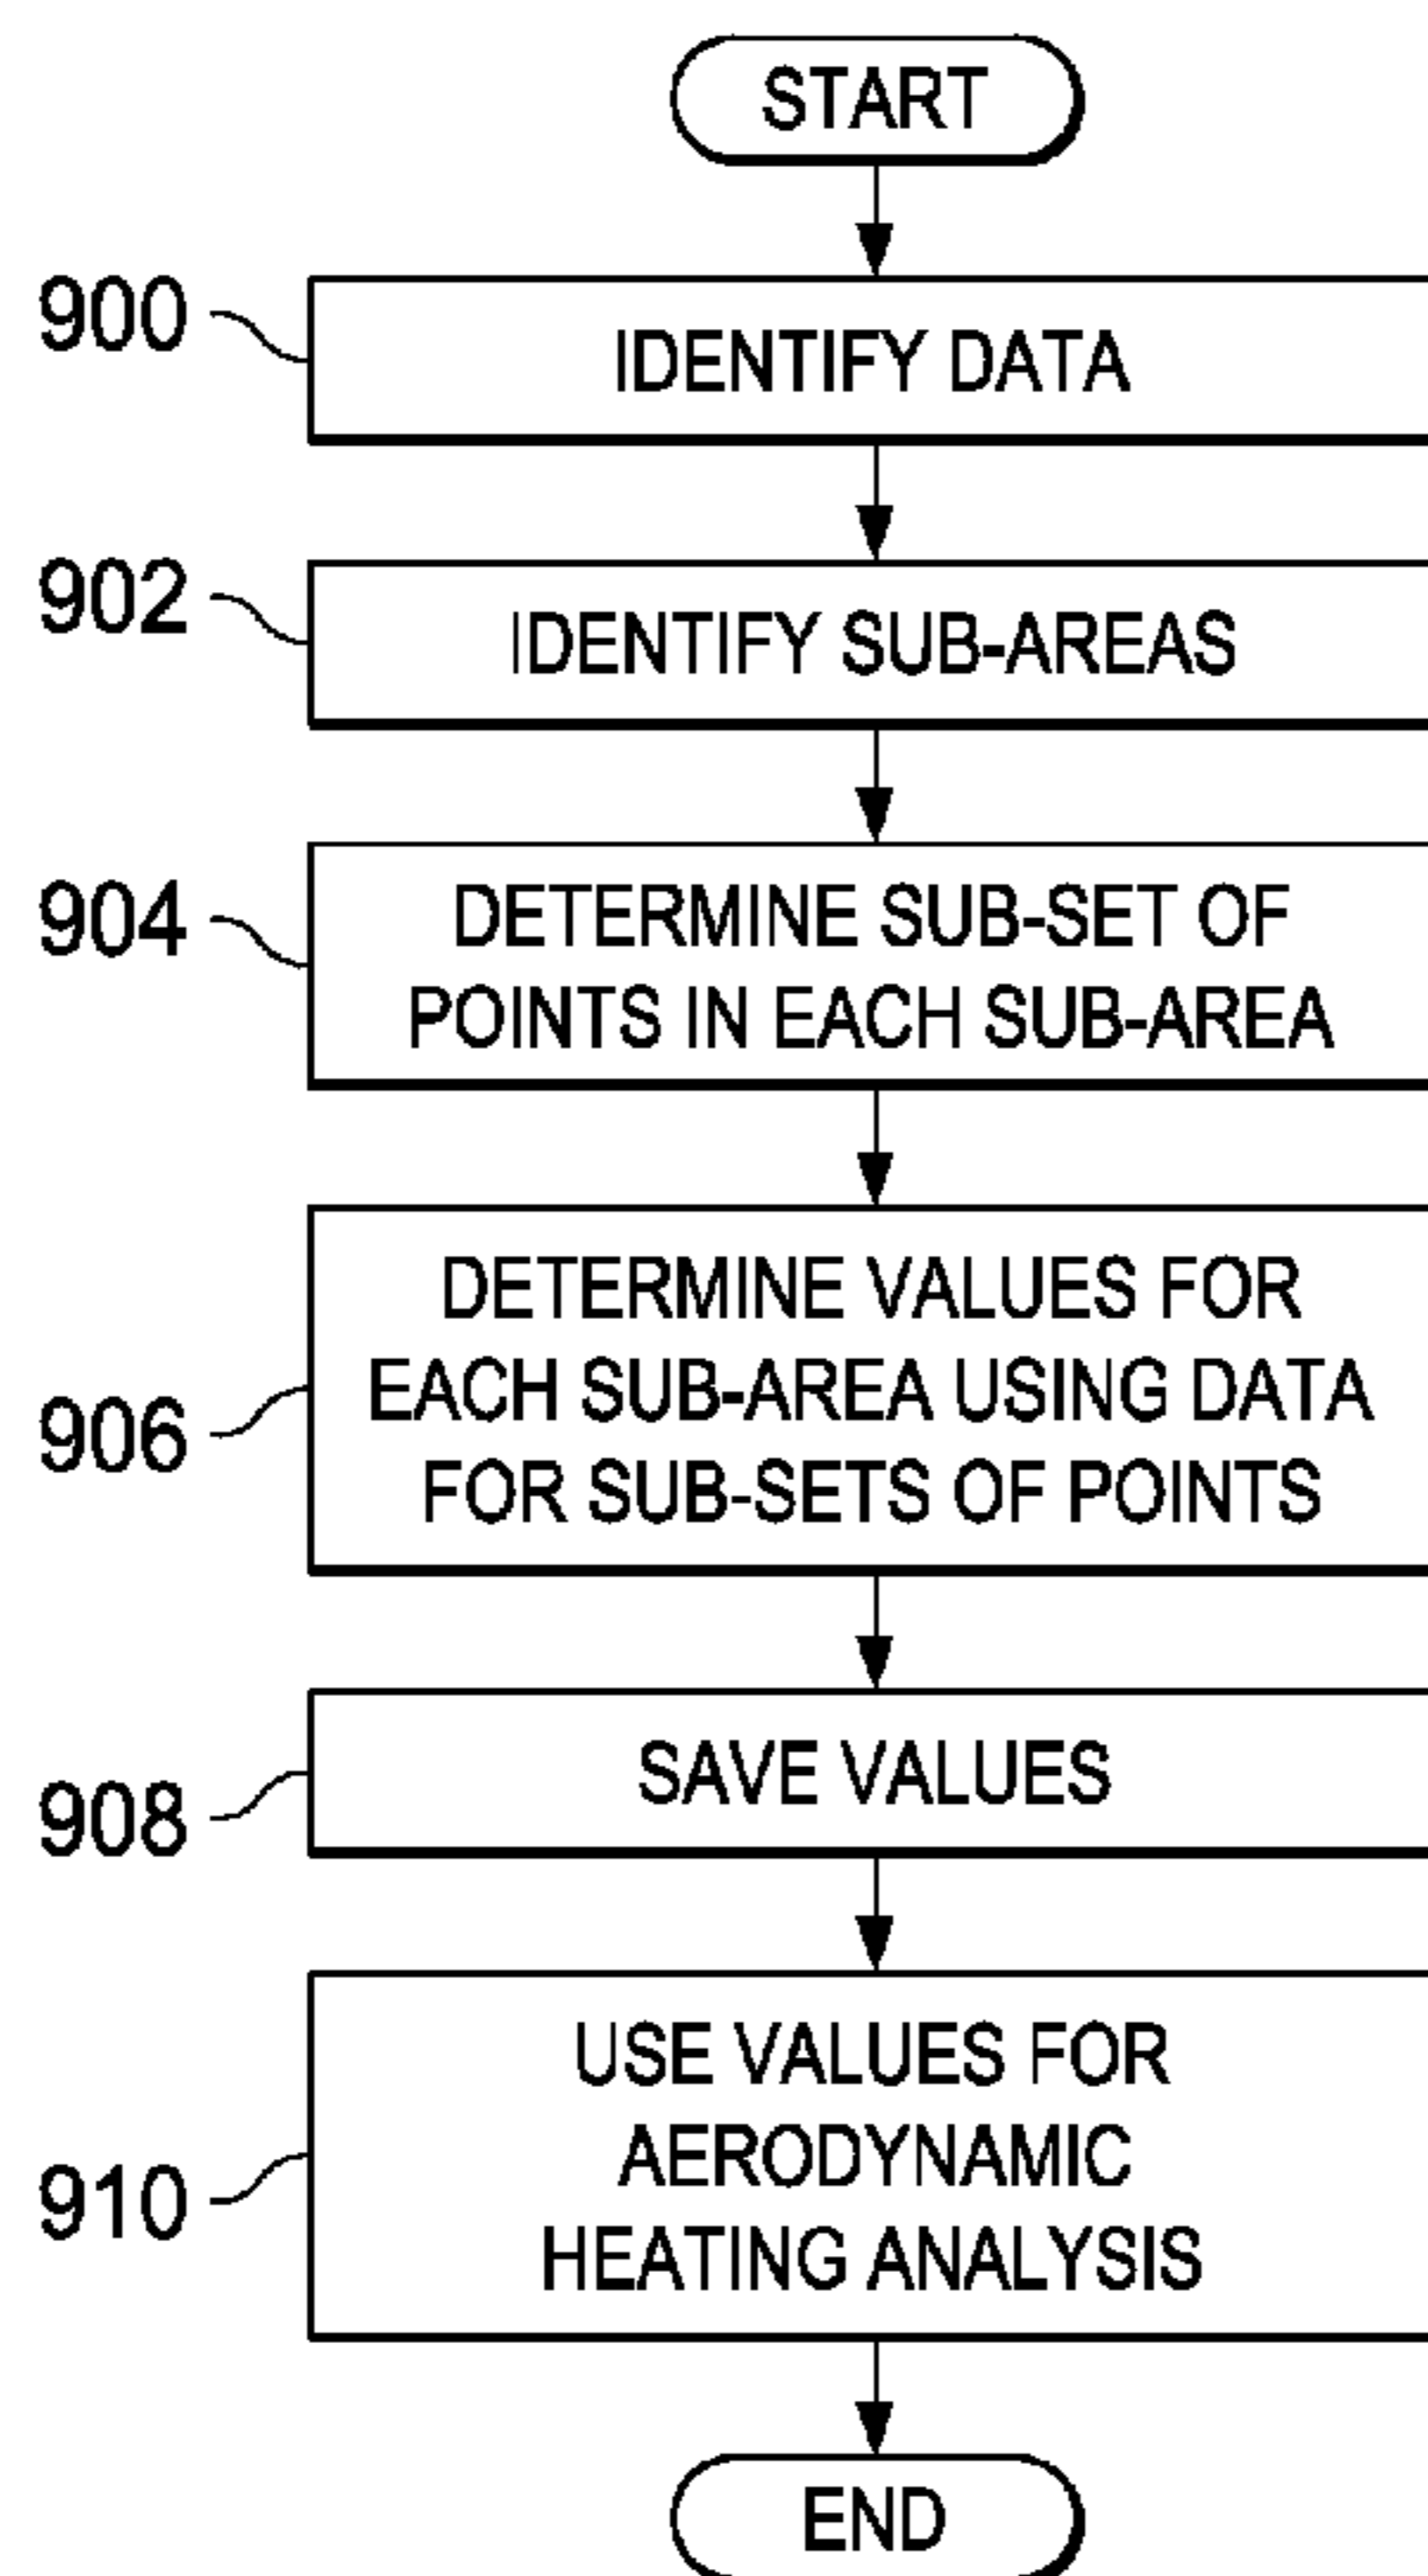 START
900
IDENTIFY DATA
902
IDENTIFY SUB-AREAS
904
DETERMINE SUB-SET OF
POINTS IN EACH SUB-AREA
906
DETERMINE VALUES FOR
EACH SUB-AREA USING DATA
FOR SUB-SETS OF POINTS
908
SAVE VALUES
910
USE VALUES FOR
AERODYNAMIC
HEATING ANALYSIS
END